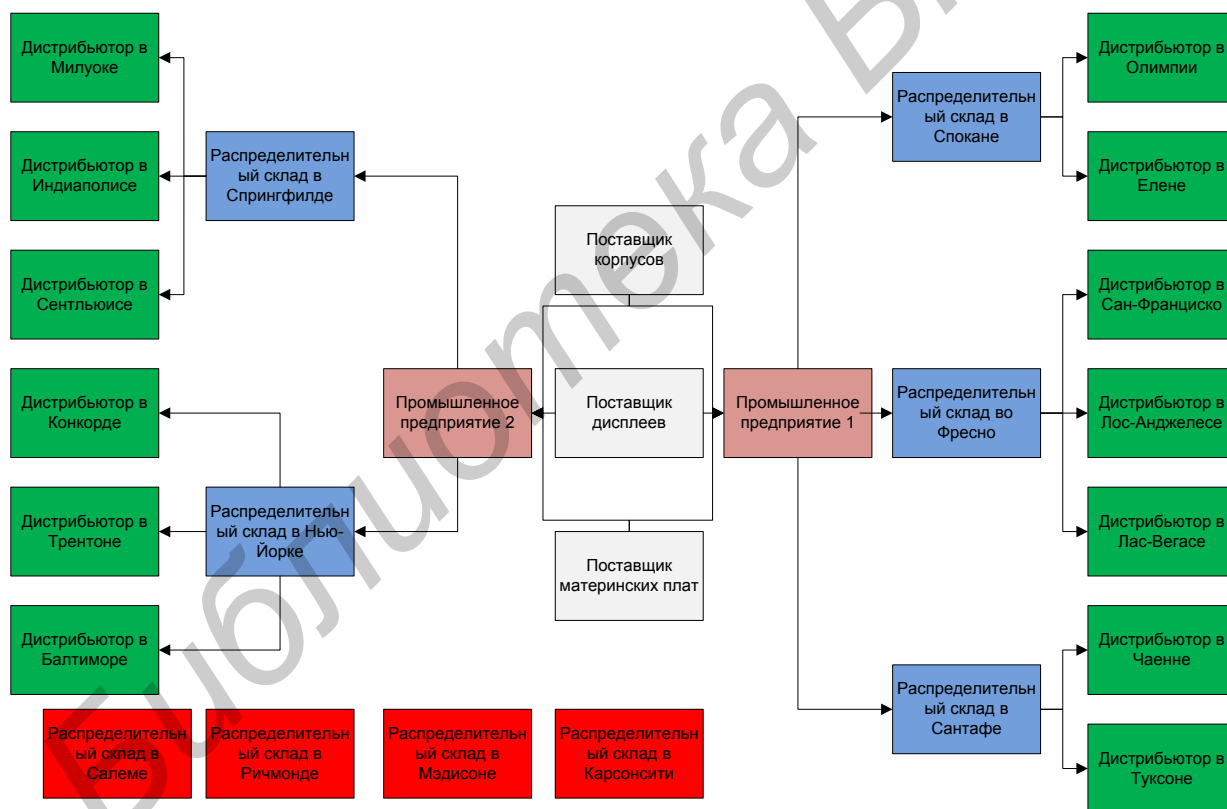 Дистрибьютор в
Милуоке
Дистрибьютор в
Индиаполисе
Дистрибьютор в
Сентльюисе
Дистрибьютор в
Конкорде
Дистрибьютор в
Трентоне
Дистрибьютор в
Балтиморе
Распределительн
ый склад в
Спрингфилде
Распределительн
ый склад в Нью-
Йорке
Промышленное
предприятие 2
Поставщик
корпусов
Поставщик
дисплеев
Поставщик
материнских плат
Промышленное
предприятие 1
Распределительн
ый склад в
Спокане
Распределительн
ый склад во
Фресно
Распределительн
ый склад в
Сантафе
Дистрибьютор в
Олимпии
Дистрибьютор в
Елене
Дистрибьютор в
Сан-Франциско
Дистрибьютор в
Лос-Анджелесе
Дистрибьютор в
Лас-Вегасе
Дистрибьютор в
Чаенне
Дистрибьютор в
Туксоне
Распределительн
ый склад в
Салеме
Распределительн
ый склад в
Ричмонде
Распределительн
ый склад в
Мэдисоне
Распределительн
ый склад в
Карсонсити
Библиотека